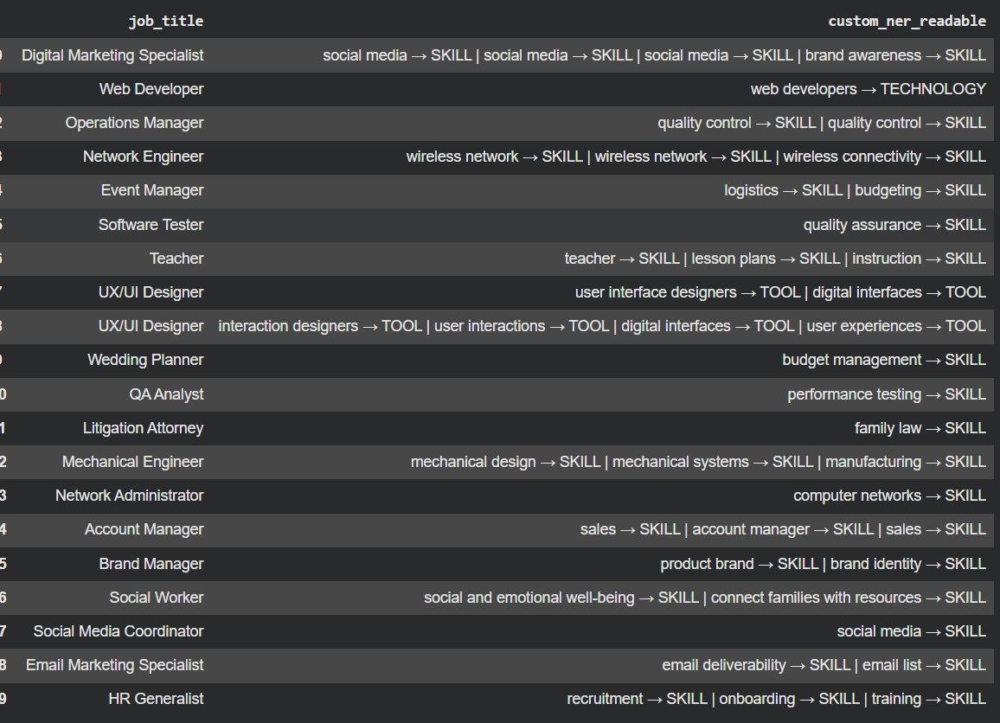 job_title custom_ner_readable
0 Digital Marketing Specialist social media → SKILL | social media → SKILL | social media → SKILL | brand awareness → SKILL
Web Developer web developers → TECHNOLOGY
2 Operations Manager quality control → SKILL | quality control → SKILL
3 Network Engineer wireless network → SKILL | wireless network → SKILL | wireless connectivity → SKILL
4 Event Manager logistics → SKILL | budgeting → SKILL
5 Software Tester quality assurance → SKILL
6 Teacher teacher → SKILL | lesson plans → SKILL | instruction → SKILL
7 UX/UI Designer user interface designers → TOOL | digital interfaces → TOOL
8 UX/UI Designer interaction designers → TOOL | user interactions → TOOL | digital interfaces → TOOL | user experiences → TOOL
9 Wedding Planner budget management → SKILL
0 QA Analyst performance testing → SKILL
1 Litigation Attorney family law → SKILL
2 Mechanical Engineer mechanical design → SKILL | mechanical systems → SKILL | manufacturing → SKILL
3 Network Administrator computer networks → SKILL
4 Account Manager sales → SKILL | account manager → SKILL | sales → SKILL
5 Brand Manager product brand → SKILL | brand identity → SKILL
6 Social Worker social and emotional well-being → SKILL | connect families with resources → SKILL
7 Social Media Coordinator social media → SKILL
8 Email Marketing Specialist email deliverability → SKILL | email list → SKILL
9 HR Generalist recruitment → SKILL | onboarding → SKILL | training → SKILL